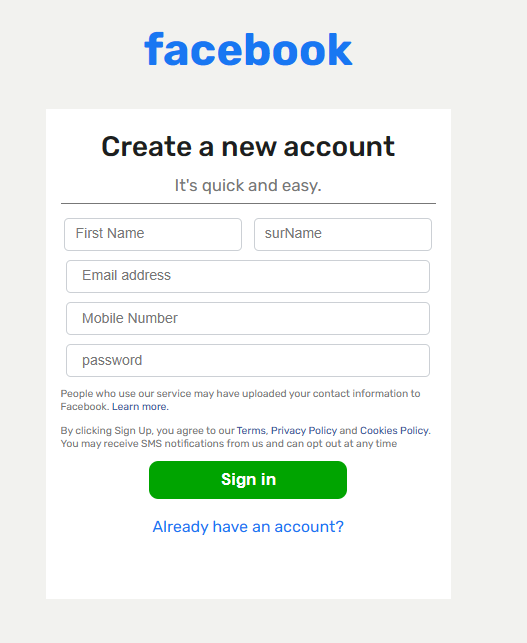 facebook
Create a new account
It's quick and easy.
First Name surName
Email address
Mobile Number
password
People who use our service may have uploaded your contact information to
Facebook. Learn more.
By clicking Sign Up, you agree to our Terms, Privacy Policy and Cookies Policy.
You may receive SMS notifications from us and can opt out at any time
Sign in
Already have an account?